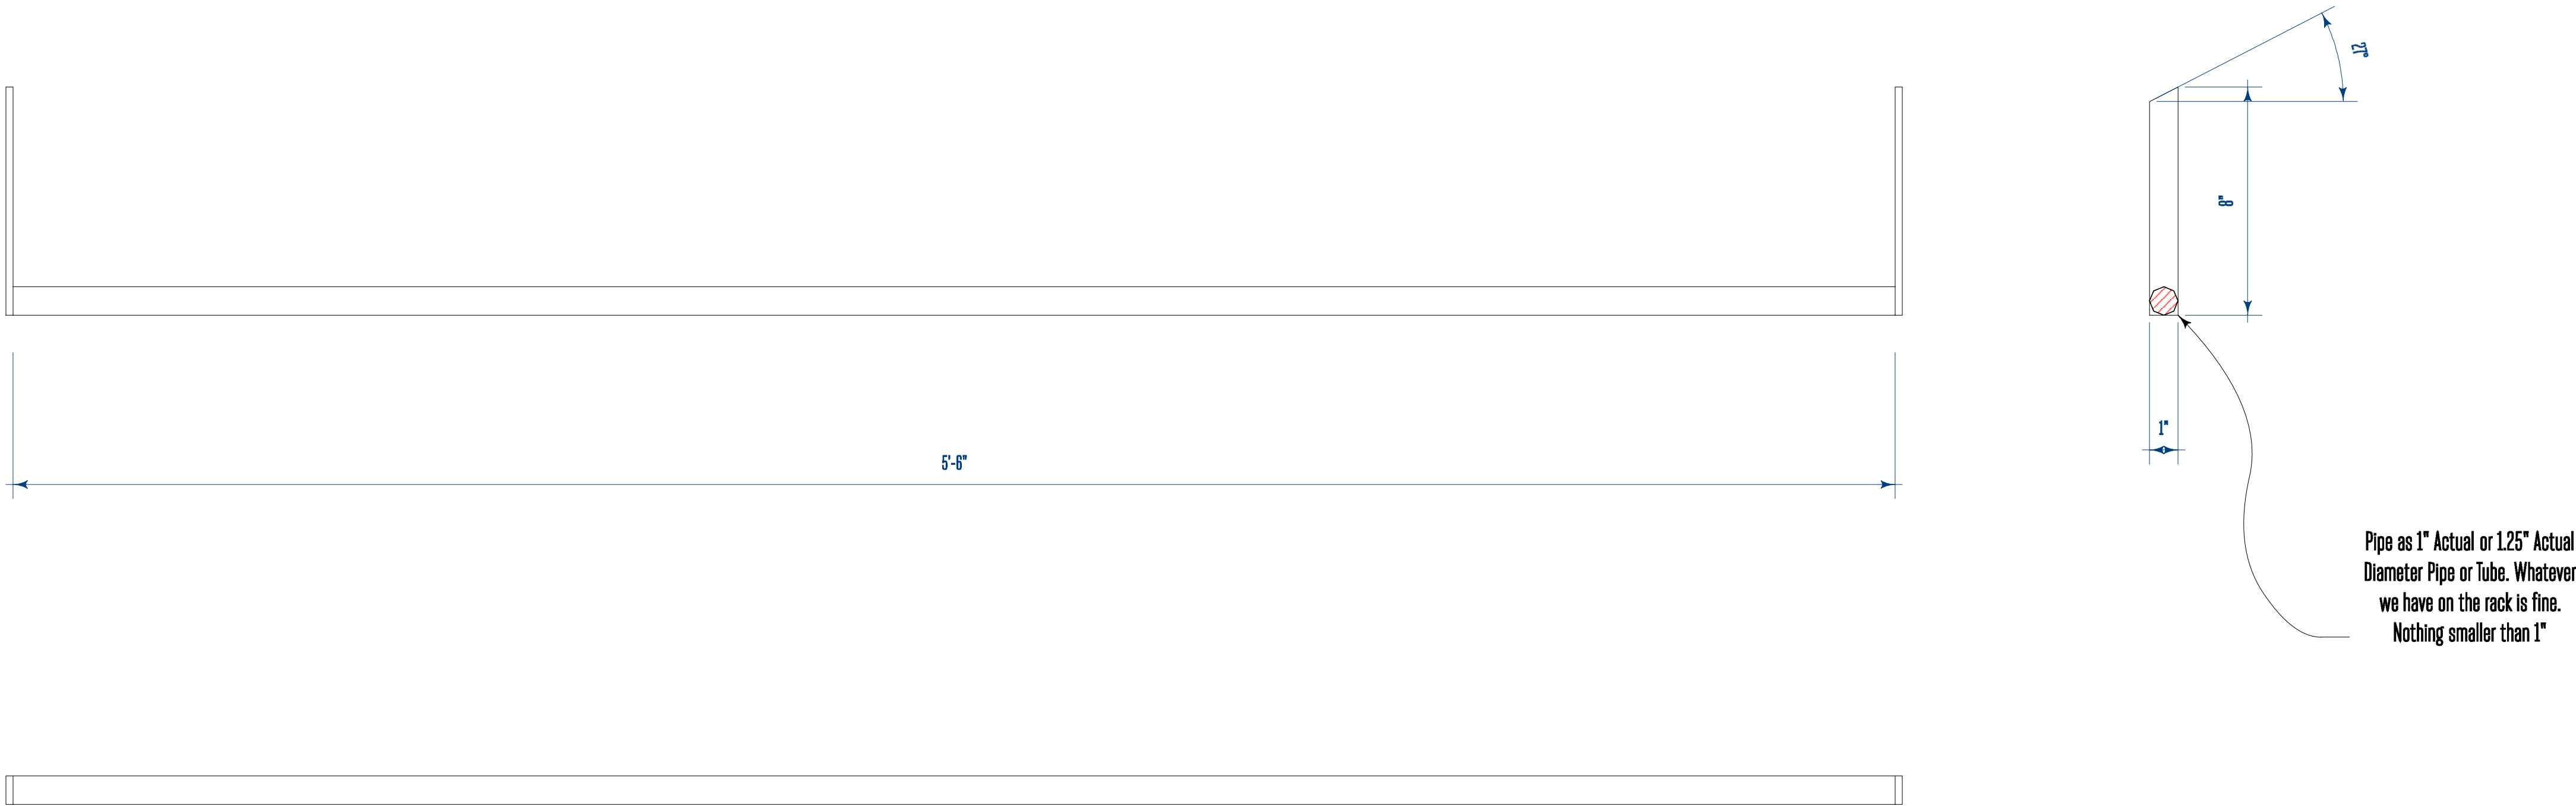 27°
8"
1"
5'-6"
Pipe as 1" Actual or 1.25" Actual
Diameter Pipe or Tube. Whatever
we have on the rack is fine.
Nothing smaller than 1"